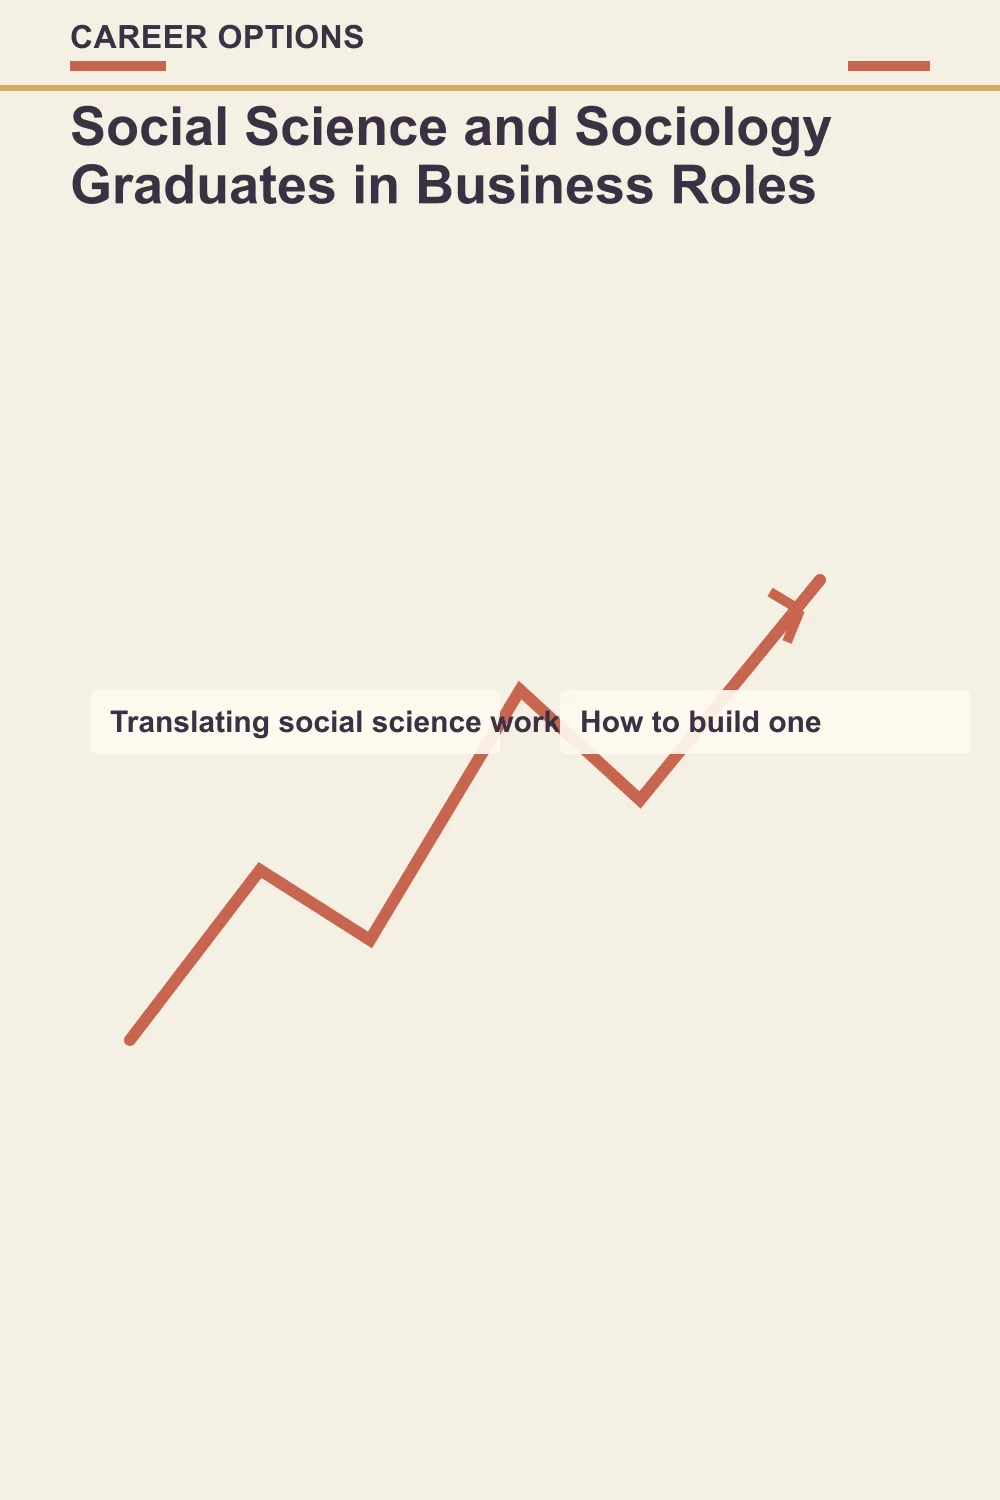 CAREER OPTIONS
Social Science and Sociology
Graduates in Business Roles
Translating social science work
How to build one